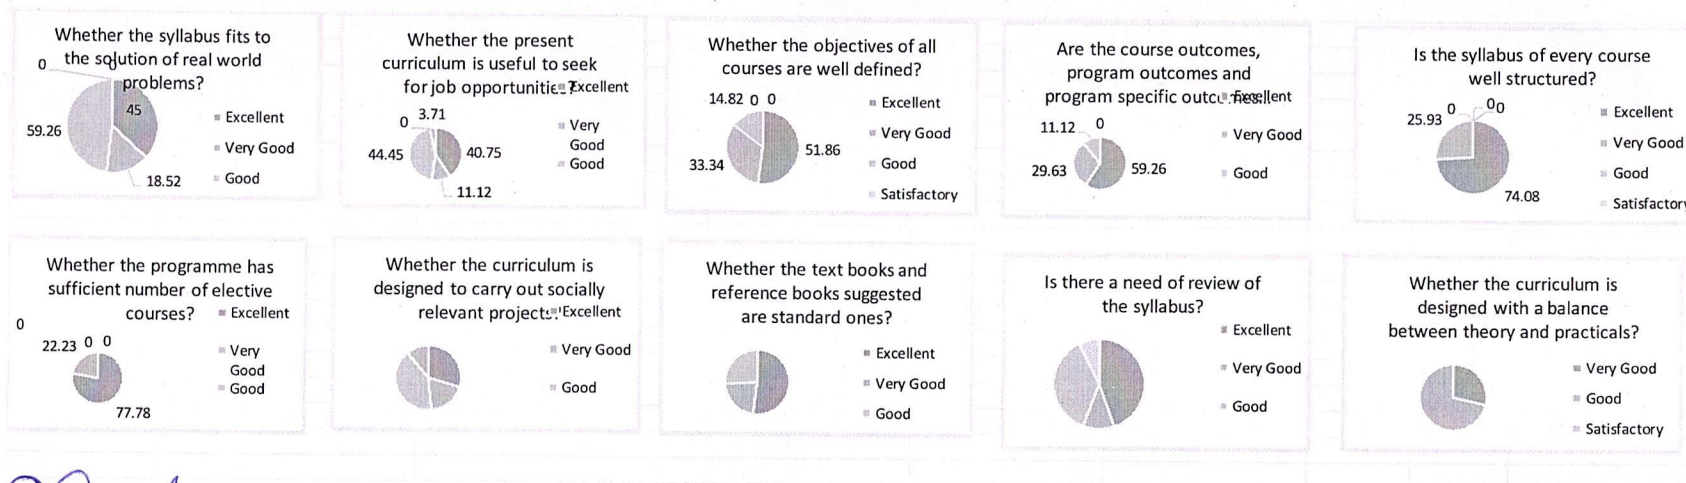 Whether the syllabus fits to
the solution of real world
problems?
0
45
59.26
18.52
Excellent
Very Good
Good
Whether the present
curriculum is useful to seek
for job opportunities?
Excellent
3.71
0
44.45
40.75
11.12
Very
Good
Good
Whether the objectives of all
courses are well defined?
14.82 0 0
33.34
51.86
Excellent
Very Good
Good
Satisfactory
Are the course outcomes,
program outcomes and
program specific
Excellent
11.12
0
29.63
59.26
Very Good
Good
Is the syllabus of every course
well structured?
0
0
0
25.93
74.08
Excellent
Very Good
Good
Satisfactory
Whether the programme has
sufficient number of elective
courses?
Excellent
0
22.23 0 0
77.78
Very
Good
Good
Whether the curriculum is
designed to carry out socially
relevant
Excellent
Very Good
Good
Whether the text books and
reference books suggested
are standard ones?
Excellent
Very Good
Good
Is there a need of review of
the syllabus?
Excellent
Very Good
Good
Whether the curriculum is
designed with a balance
between theory and practicals?
Very Good
Good
Satisfactory